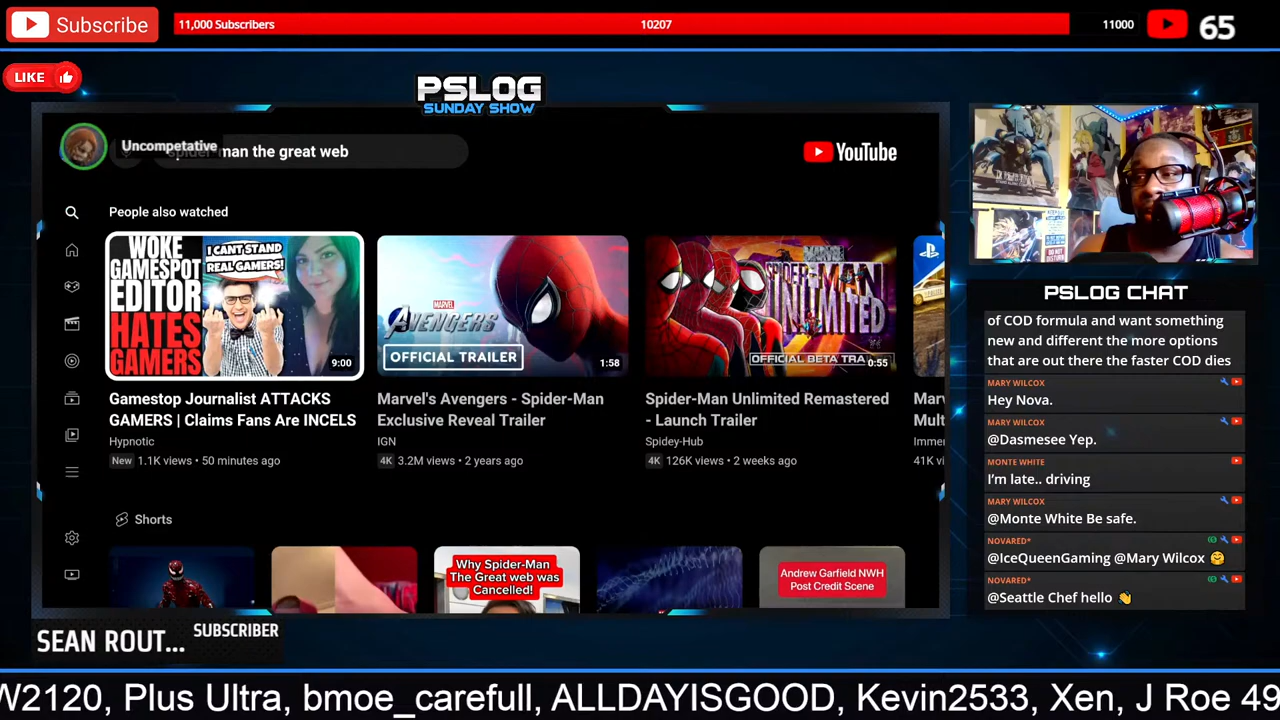 Subscribe
11,000 Subscribers
10207
11000
65
LIKE
PSLOG
SUNDAY SHOW
Uncompetative
spider-man the great web
YouTube
People also watched
WOKE
GAMESPOT
EDITOR
HATES
GAMERS
I CANT STAND
REAL GAMERS!
9:00
MARVEL
AVENGERS
OFFICIAL TRAILER
1:58
MARVEL
SPIDER-MAN
UNLIMITED
OFFICIAL BETA TRA
0:55
Gamestop Journalist ATTACKS
GAMERS | Claims Fans Are INCELS
Hypnotic
New 1.1K views • 50 minutes ago
Marvel's Avengers - Spider-Man
Exclusive Reveal Trailer
IGN
4K 3.2M views • 2 years ago
Spider-Man Unlimited Remastered
- Launch Trailer
Spidey-Hub
4K 126K views • 2 weeks ago
Marv
Mult
Immer
41K v
Shorts
Why Spider-Man
The Great web was
Cancelled!
Andrew Garfield NWH
Post Credit Scene
PSLOG CHAT
of COD formula and want something
new and different the more options
that are out there the faster COD dies
MARY WILCOX
Hey Nova.
MARY WILCOX
@Dasmesee Yep.
MONTE WHITE
I'm late.. driving
MARY WILCOX
@Monte White Be safe.
NOVARED*
@IceQueenGaming @Mary Wilcox 🤗
NOVARED*
@Seattle Chef hello 👋
SEAN ROUT...
SUBSCRIBER
W2120, Plus Ultra, bmoe_carefull, ALLDAYISGOOD, Kevin2533, Xen, J Roe 49